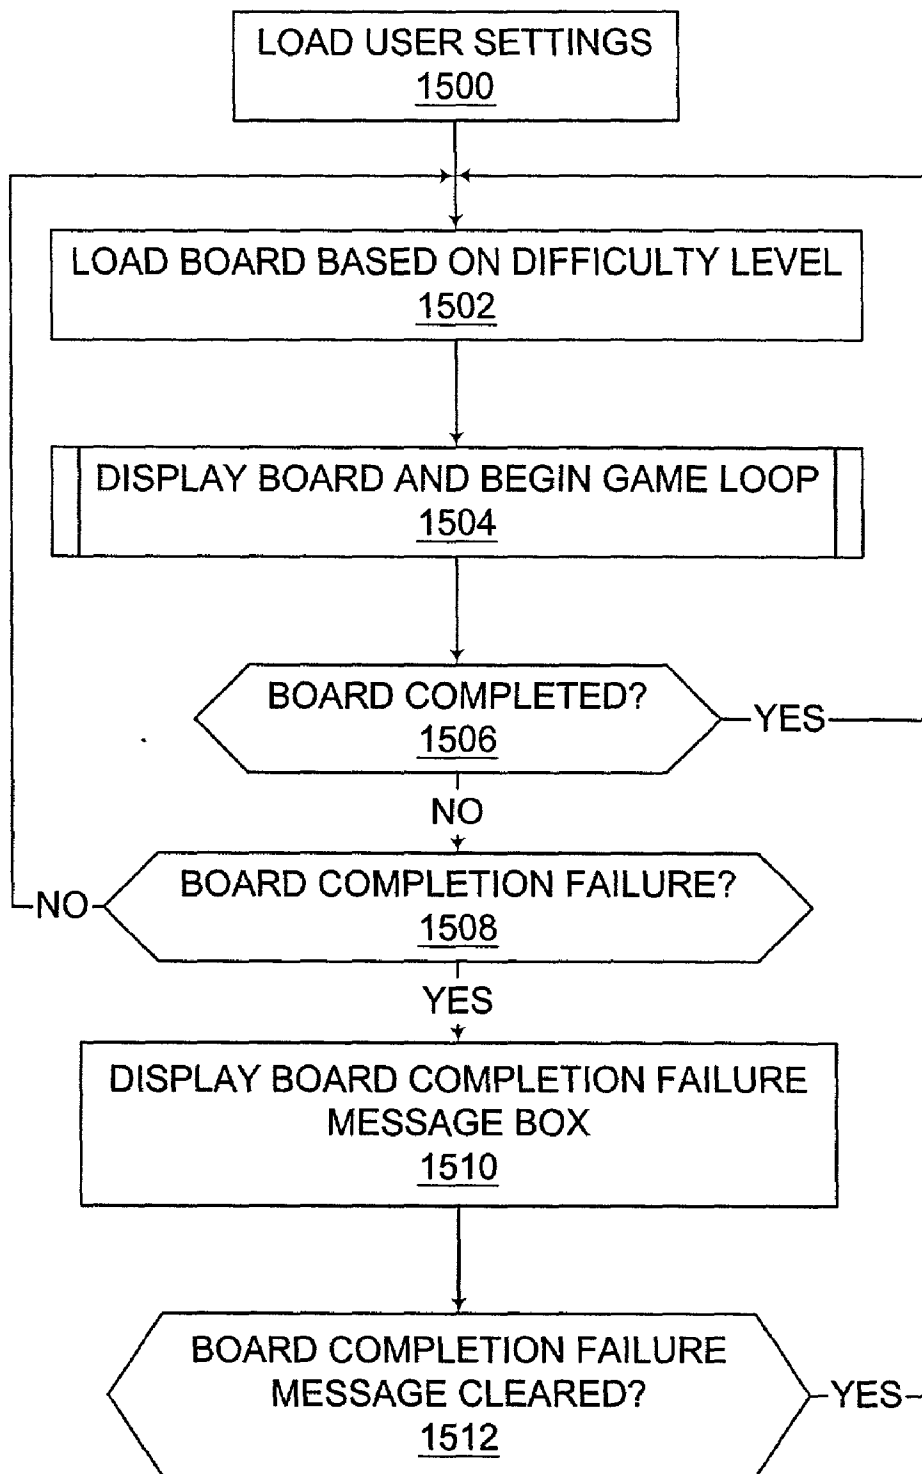 LOAD USER SETTINGS
1500
LOAD BOARD BASED ON DIFFICULTY LEVEL
1502
DISPLAY BOARD AND BEGIN GAME LOOP
1504
BOARD COMPLETED?
1506
YES
NO
BOARD COMPLETION FAILURE?
1508
NO
YES
DISPLAY BOARD COMPLETION FAILURE
MESSAGE BOX
1510
BOARD COMPLETION FAILURE
MESSAGE CLEARED?
1512
YES